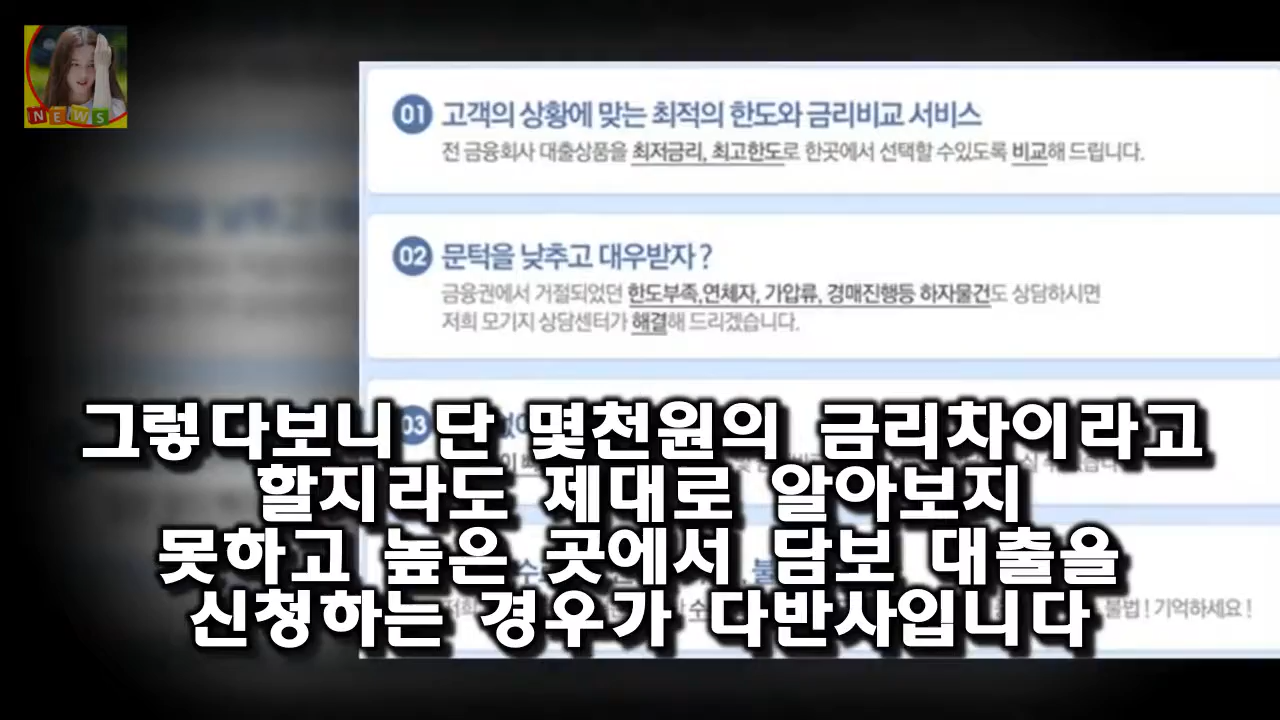 NEWS
01 고객의 상황에 맞는 최적의 한도와 금리비교 서비스
전 금융회사 대출상품을 최저금리, 최고한도로 한곳에서 선택할 수있도록 비교해 드립니다.
02 문턱을 낮추고 대우받자 ?
금융권에서 거절되었던 한도부족,연체자, 가압류, 경매진행등 하자물건도 상담하시면
저희 모기지 상담센터가 해결해 드리겠습니다.
03
그렇다보니 단 몇천원의 금리차이라고
할지라도 제대로 알아보지
못하고 높은 곳에서 담보 대출을
신청하는 경우가 다반사입니다
불법 ! 기억하세요 !